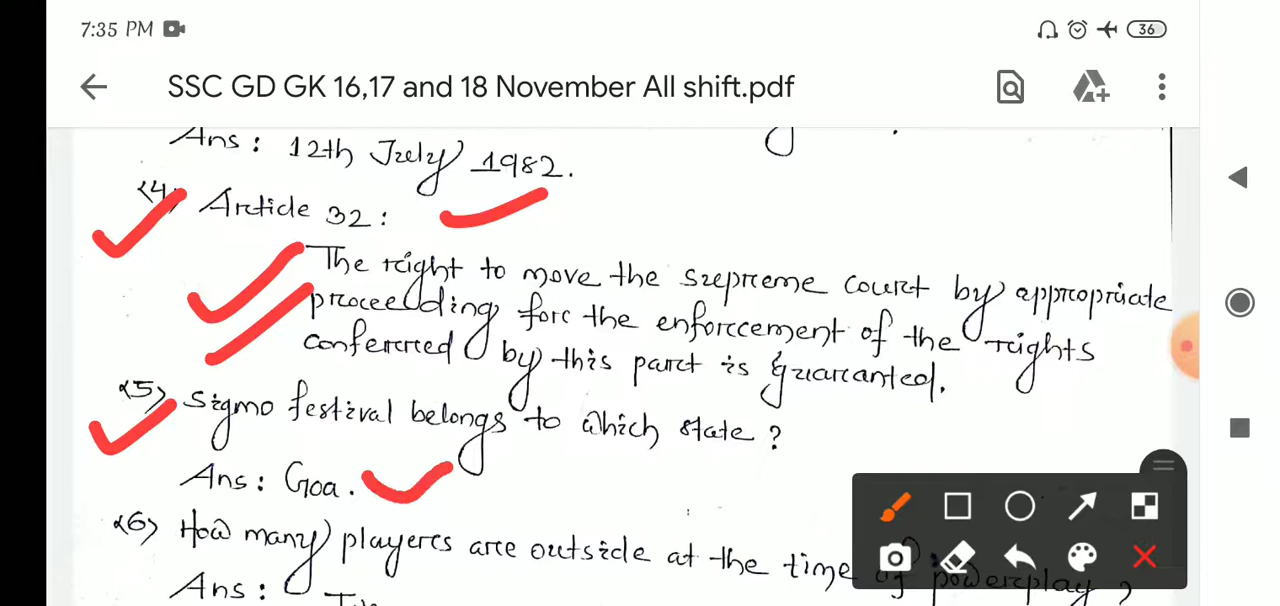 7:35 PM
36
SSC GD GK 16,17 and 18 November All shift.pdf
Ans: 12th July 1982.
(4) Article 32:
The right to move the supreme court by appropriate
proceeding for the enforcement of the rights
conferred by this part is guaranteed.
(5) Sigmo festival belongs to which state?
Ans: Goa.
(6) How many players are outside at the time of powerplay?
Ans: